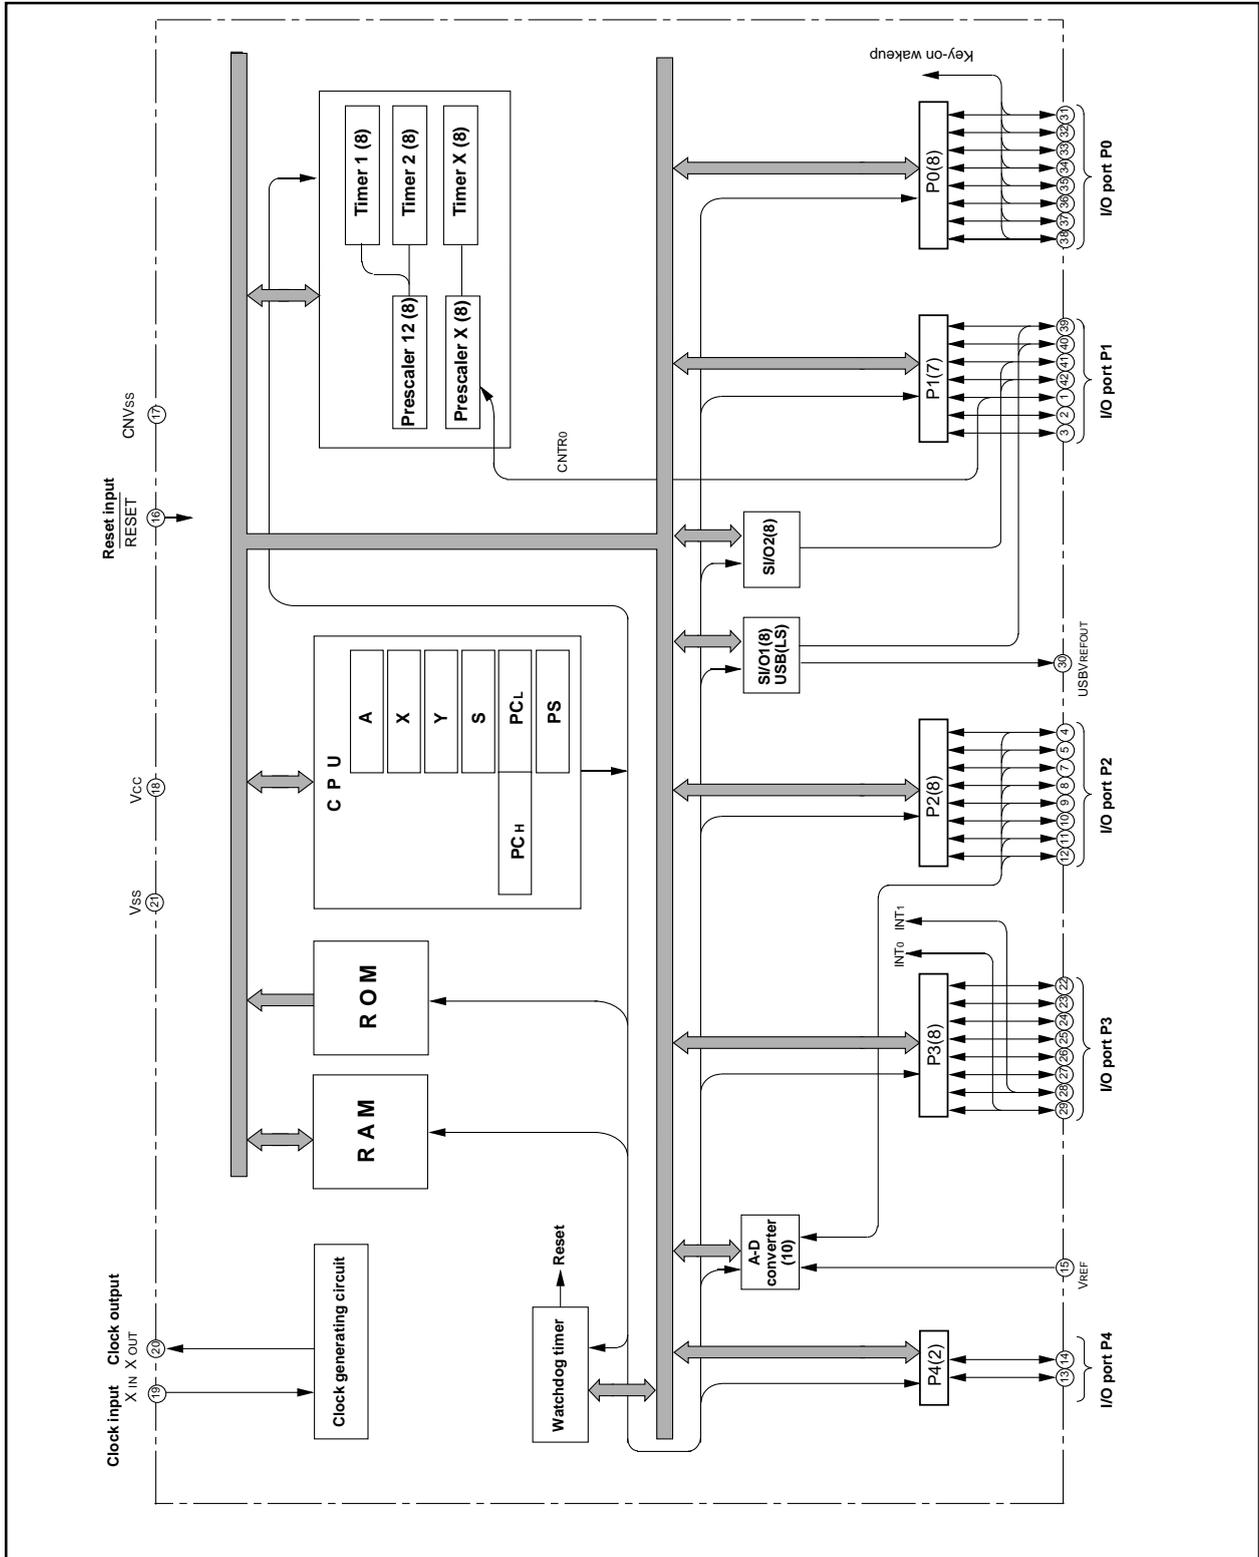 Clock input
Clock output
Reset input
X IN
X OUT
VSS
VCC
RESET
CNVSS
19
20
21
18
16
17
Clock generating circuit
RAM
ROM
C P U
A
X
Y
S
PCH
PCL
PS
Timer 1 (8)
Prescaler 12 (8)
Timer 2 (8)
Prescaler X (8)
Timer X (8)
CNTR0
Watchdog timer
Reset
A-D
converter
(10)
SI/O1(8)
USB(LS)
SI/O2(8)
INT0
INT1
Key-on wakeup
P4(2)
P3(8)
P2(8)
P1(7)
P0(8)
13
14
15
29
28
27
26
25
24
23
22
12
11
10
9
8
7
5
4
30
3
2
1
42
41
40
39
38
37
36
35
34
33
32
31
VREF
USBVREFOUT
I/O port P4
I/O port P3
I/O port P2
I/O port P1
I/O port P0